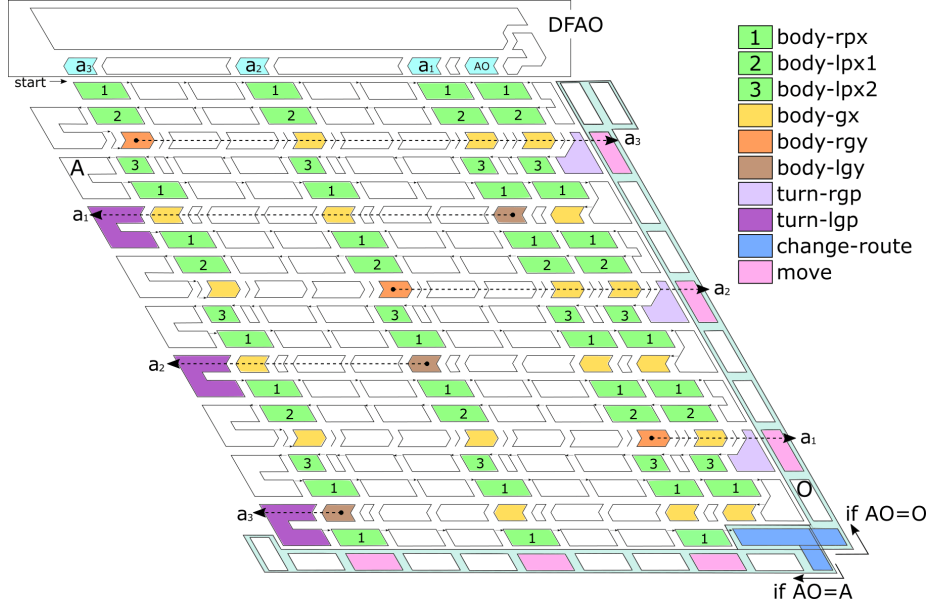 DFAO
a₃ a₂ a₁ AO
start
1 1 1 1
2 2 2 2
a₃
A 3 3 3 3
1 1 1 1
a₁
1 1 1 1
2 2 2 2
a₂
3 3 3 3
1 1 1 1
a₂
1 1 1 1
2 2 2 2
a₁
3 3 3 3
1 1 1 1 O
a₃
if AO=O
1 1 1
if AO=A
1 body-rpx
2 body-lpx1
3 body-lpx2
body-gx
body-rgy
body-lgy
turn-rgp
turn-lgp
change-route
move